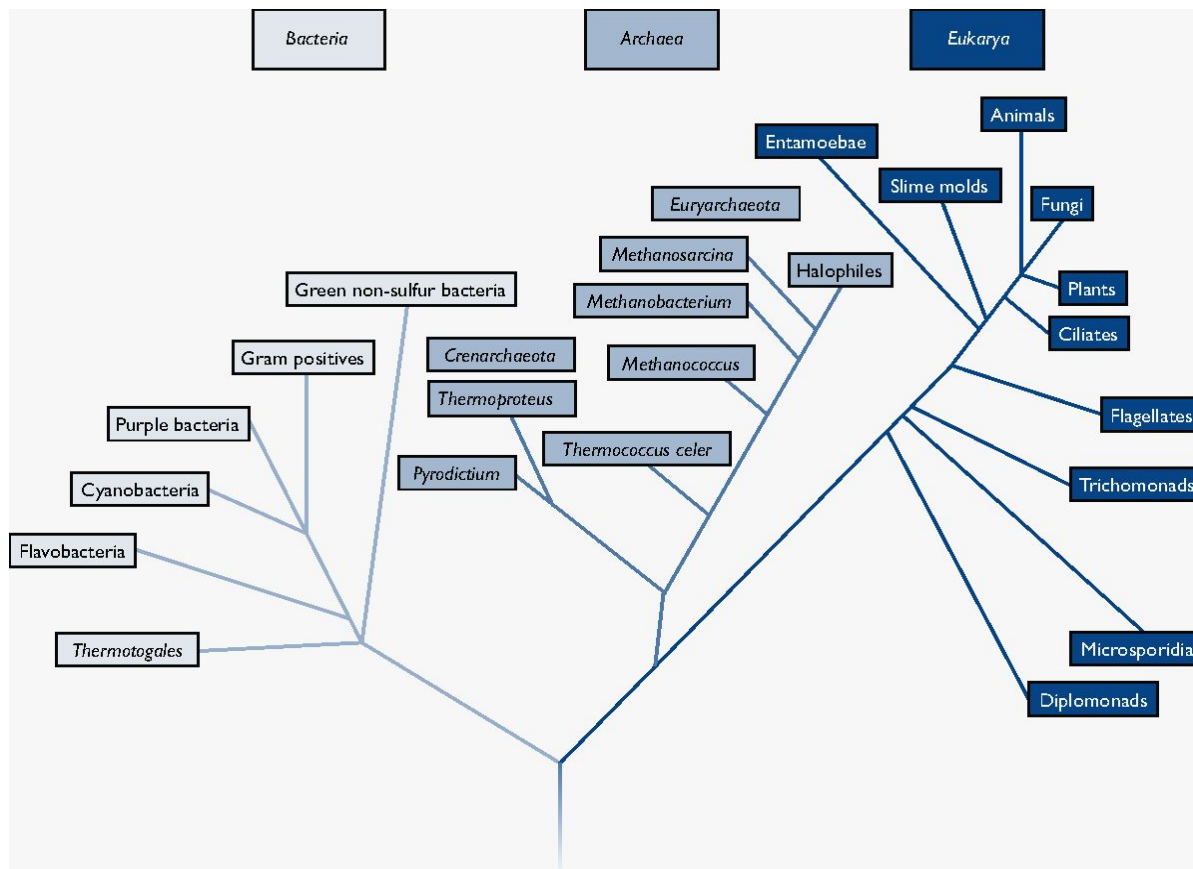 Bacteria
Archaea
Eukarya
Animals
Entamoebae
Slime molds
Fungi
Euryarchaeota
Methanosarcina
Halophiles
Green non-sulfur bacteria
Plants
Methanobacterium
Ciliates
Gram positives
Crenarchaeota
Methanococcus
Thermoproteus
Flagellates
Purple bacteria
Thermococcus celer
Pyrodictium
Cyanobacteria
Trichomonads
Flavobacteria
Thermotogales
Microsporidia
Diplomonads